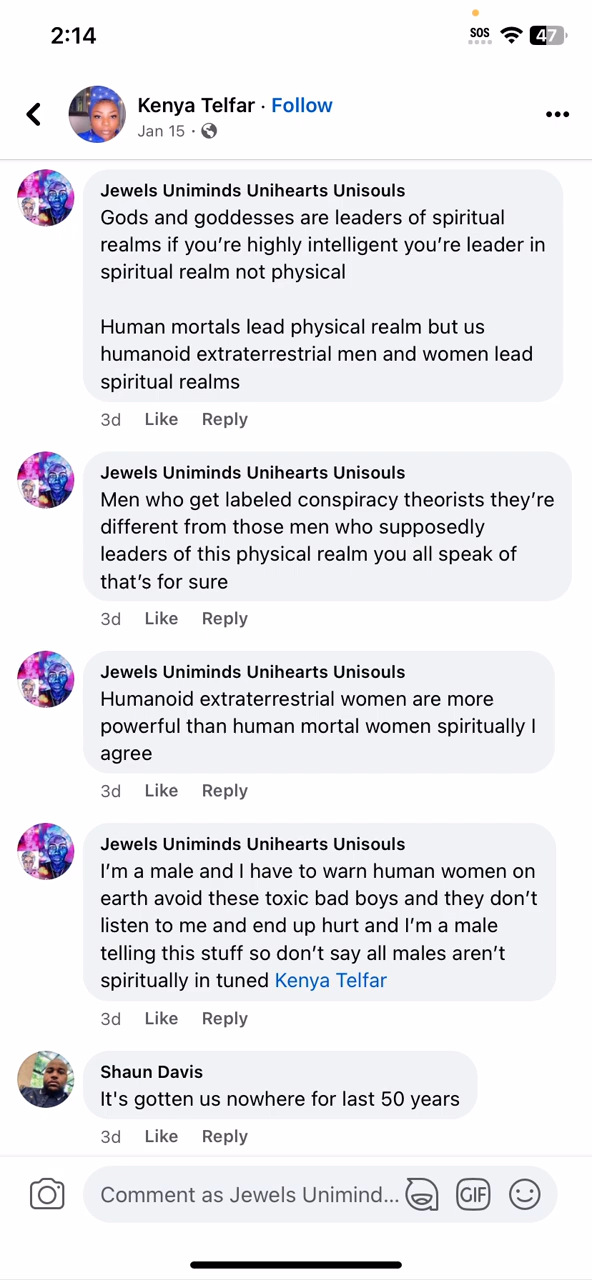 2:14
SOS
47
Kenya Telfar · Follow
Jan 15 ·
Jewels Uniminds Unihearts Unisouls
Gods and goddesses are leaders of spiritual
realms if you're highly intelligent you're leader in
spiritual realm not physical
Human mortals lead physical realm but us
humanoid extraterrestrial men and women lead
spiritual realms
3d Like Reply
Jewels Uniminds Unihearts Unisouls
Men who get labeled conspiracy theorists they're
different from those men who supposedly
leaders of this physical realm you all speak of
that's for sure
3d Like Reply
Jewels Uniminds Unihearts Unisouls
Humanoid extraterrestrial women are more
powerful than human mortal women spiritually I
agree
3d Like Reply
Jewels Uniminds Unihearts Unisouls
I'm a male and I have to warn human women on
earth avoid these toxic bad boys and they don't
listen to me and end up hurt and I'm a male
telling this stuff so don't say all males aren't
spiritually in tuned Kenya Telfar
3d Like Reply
Shaun Davis
It's gotten us nowhere for last 50 years
3d Like Reply
Comment as Jewels Unimind...
GIF